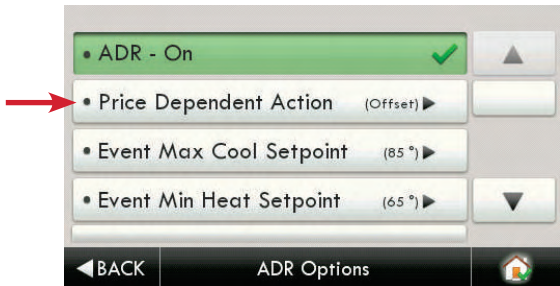 • ADR - On
• Price Dependent Action (Offset)
• Event Max Cool Setpoint (85 °)
• Event Min Heat Setpoint (65 °)
BACK ADR Options